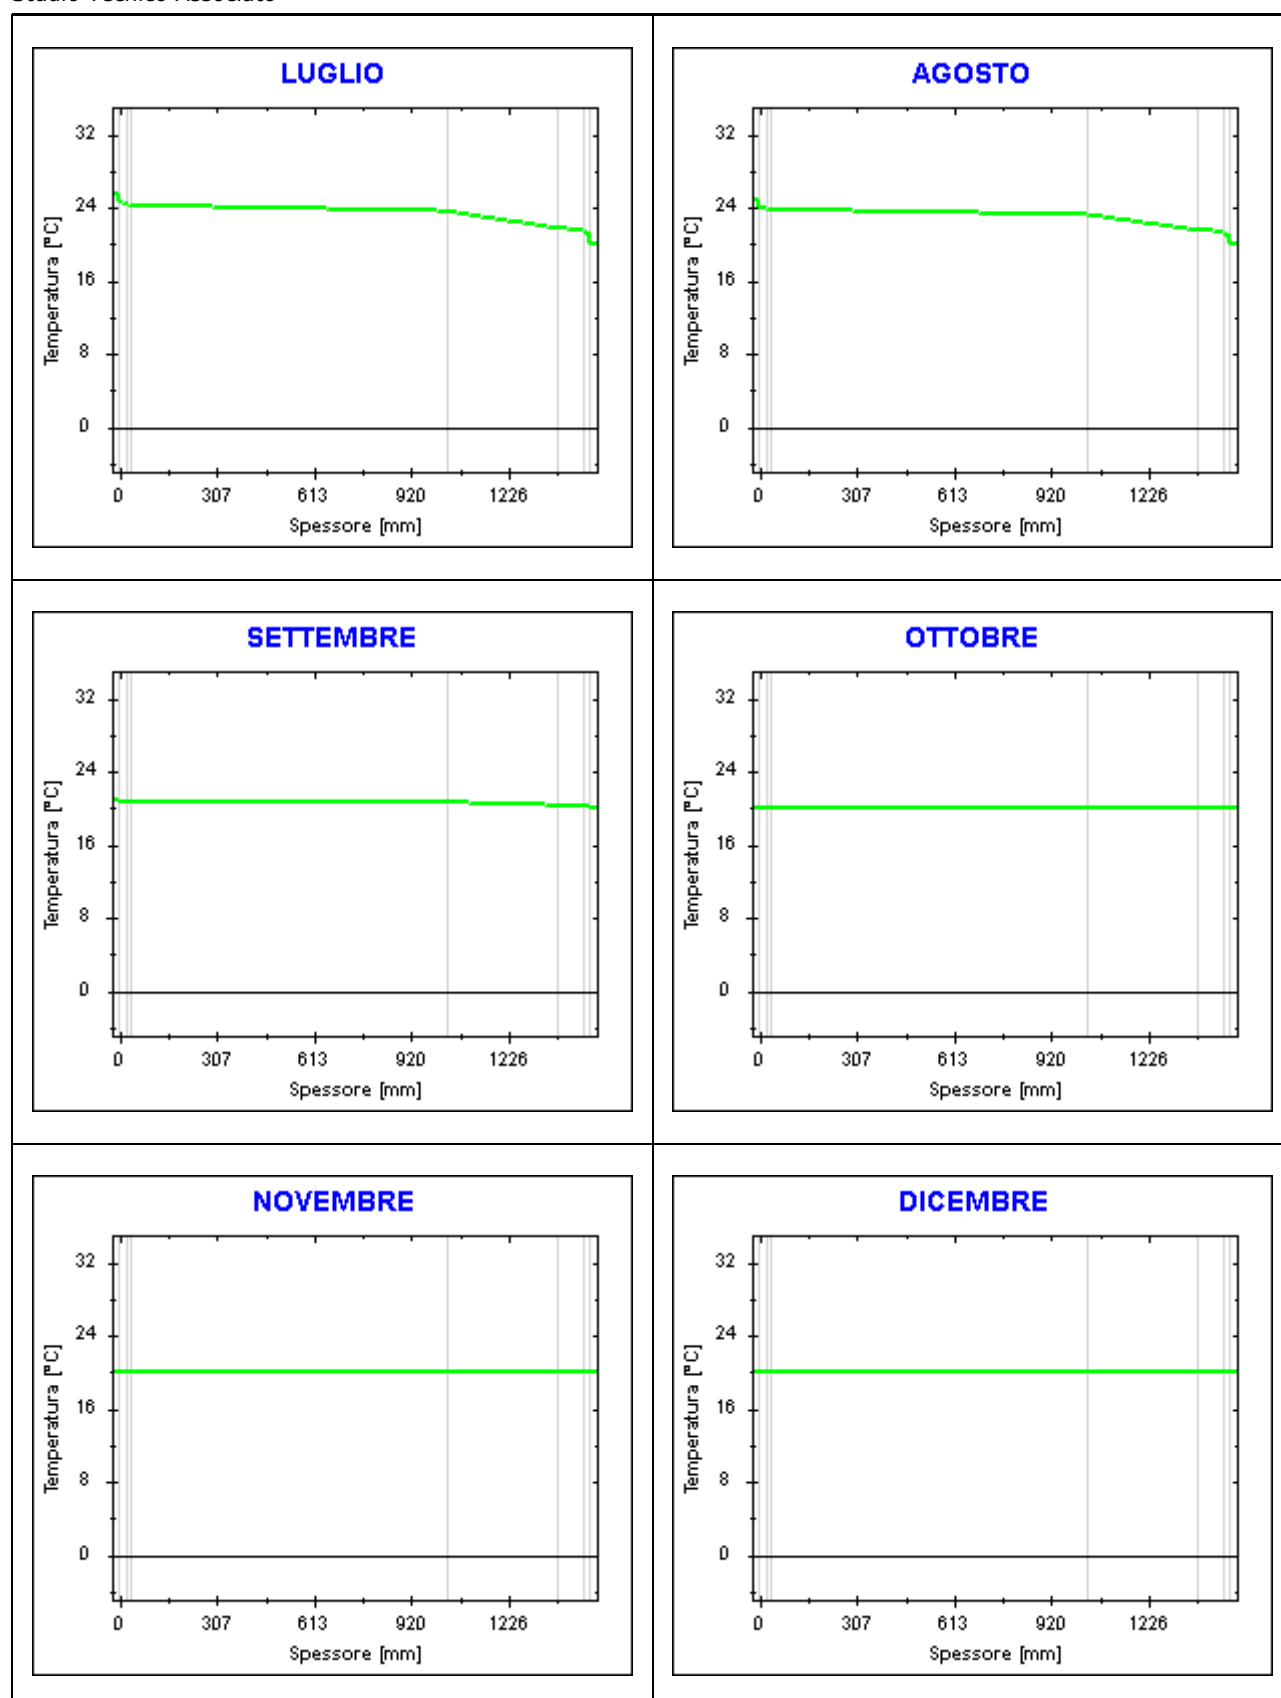 Studio Tecnico Associato
LUGLIO
32
24
16
8
0
Temperatura [°C]
0 307 613 920 1226
Spessore [mm]
AGOSTO
32
24
16
8
0
Temperatura [°C]
0 307 613 920 1226
Spessore [mm]
SETTEMBRE
32
24
16
8
0
Temperatura [°C]
0 307 613 920 1226
Spessore [mm]
OTTOBRE
32
24
16
8
0
Temperatura [°C]
0 307 613 920 1226
Spessore [mm]
NOVEMBRE
32
24
16
8
0
Temperatura [°C]
0 307 613 920 1226
Spessore [mm]
DICEMBRE
32
24
16
8
0
Temperatura [°C]
0 307 613 920 1226
Spessore [mm]